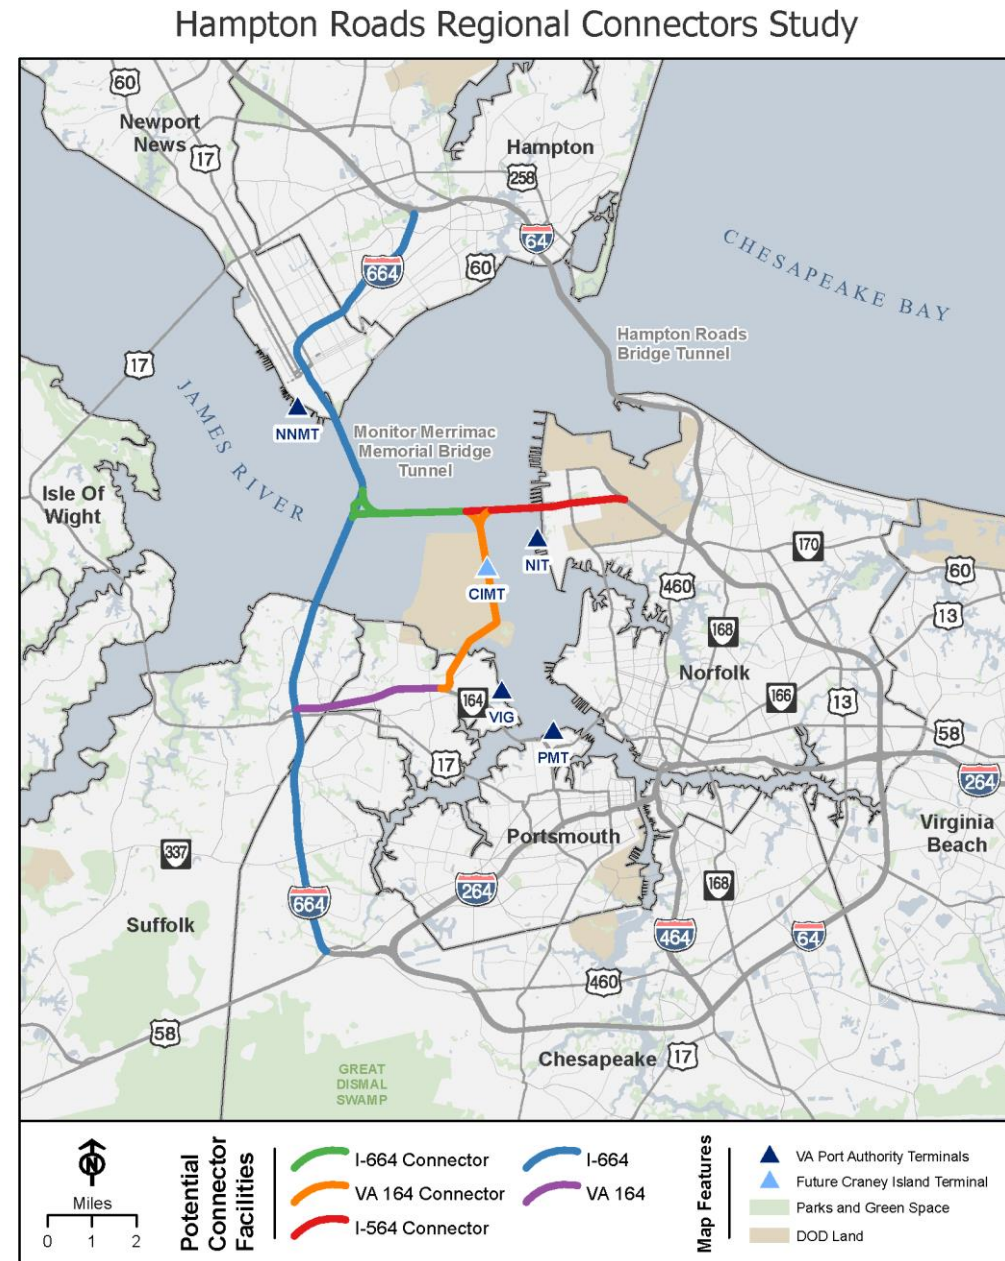 Hampton Roads Regional Connectors Study
60
Newport
News
17
Hampton
258
64
664
60
CHESAPEAKE BAY
Hampton Roads
Bridge Tunnel
17
JAMES RIVER
NNMT
Monitor Merrimac
Memorial Bridge
Tunnel
Isle Of
Wight
NIT
170
CIMT
460
60
13
168
Norfolk
164
VIG
166
13
PMT
58
17
264
Portsmouth
Virginia
Beach
337
264
168
664
Suffolk
464
64
460
58
Chesapeake
17
GREAT
DISMAL
SWAMP
N
Miles
0 1 2
Potential
Connector
Facilities
I-664 Connector
VA 164 Connector
I-564 Connector
I-664
VA 164
Map Features
VA Port Authority Terminals
Future Craney Island Terminal
Parks and Green Space
DOD Land